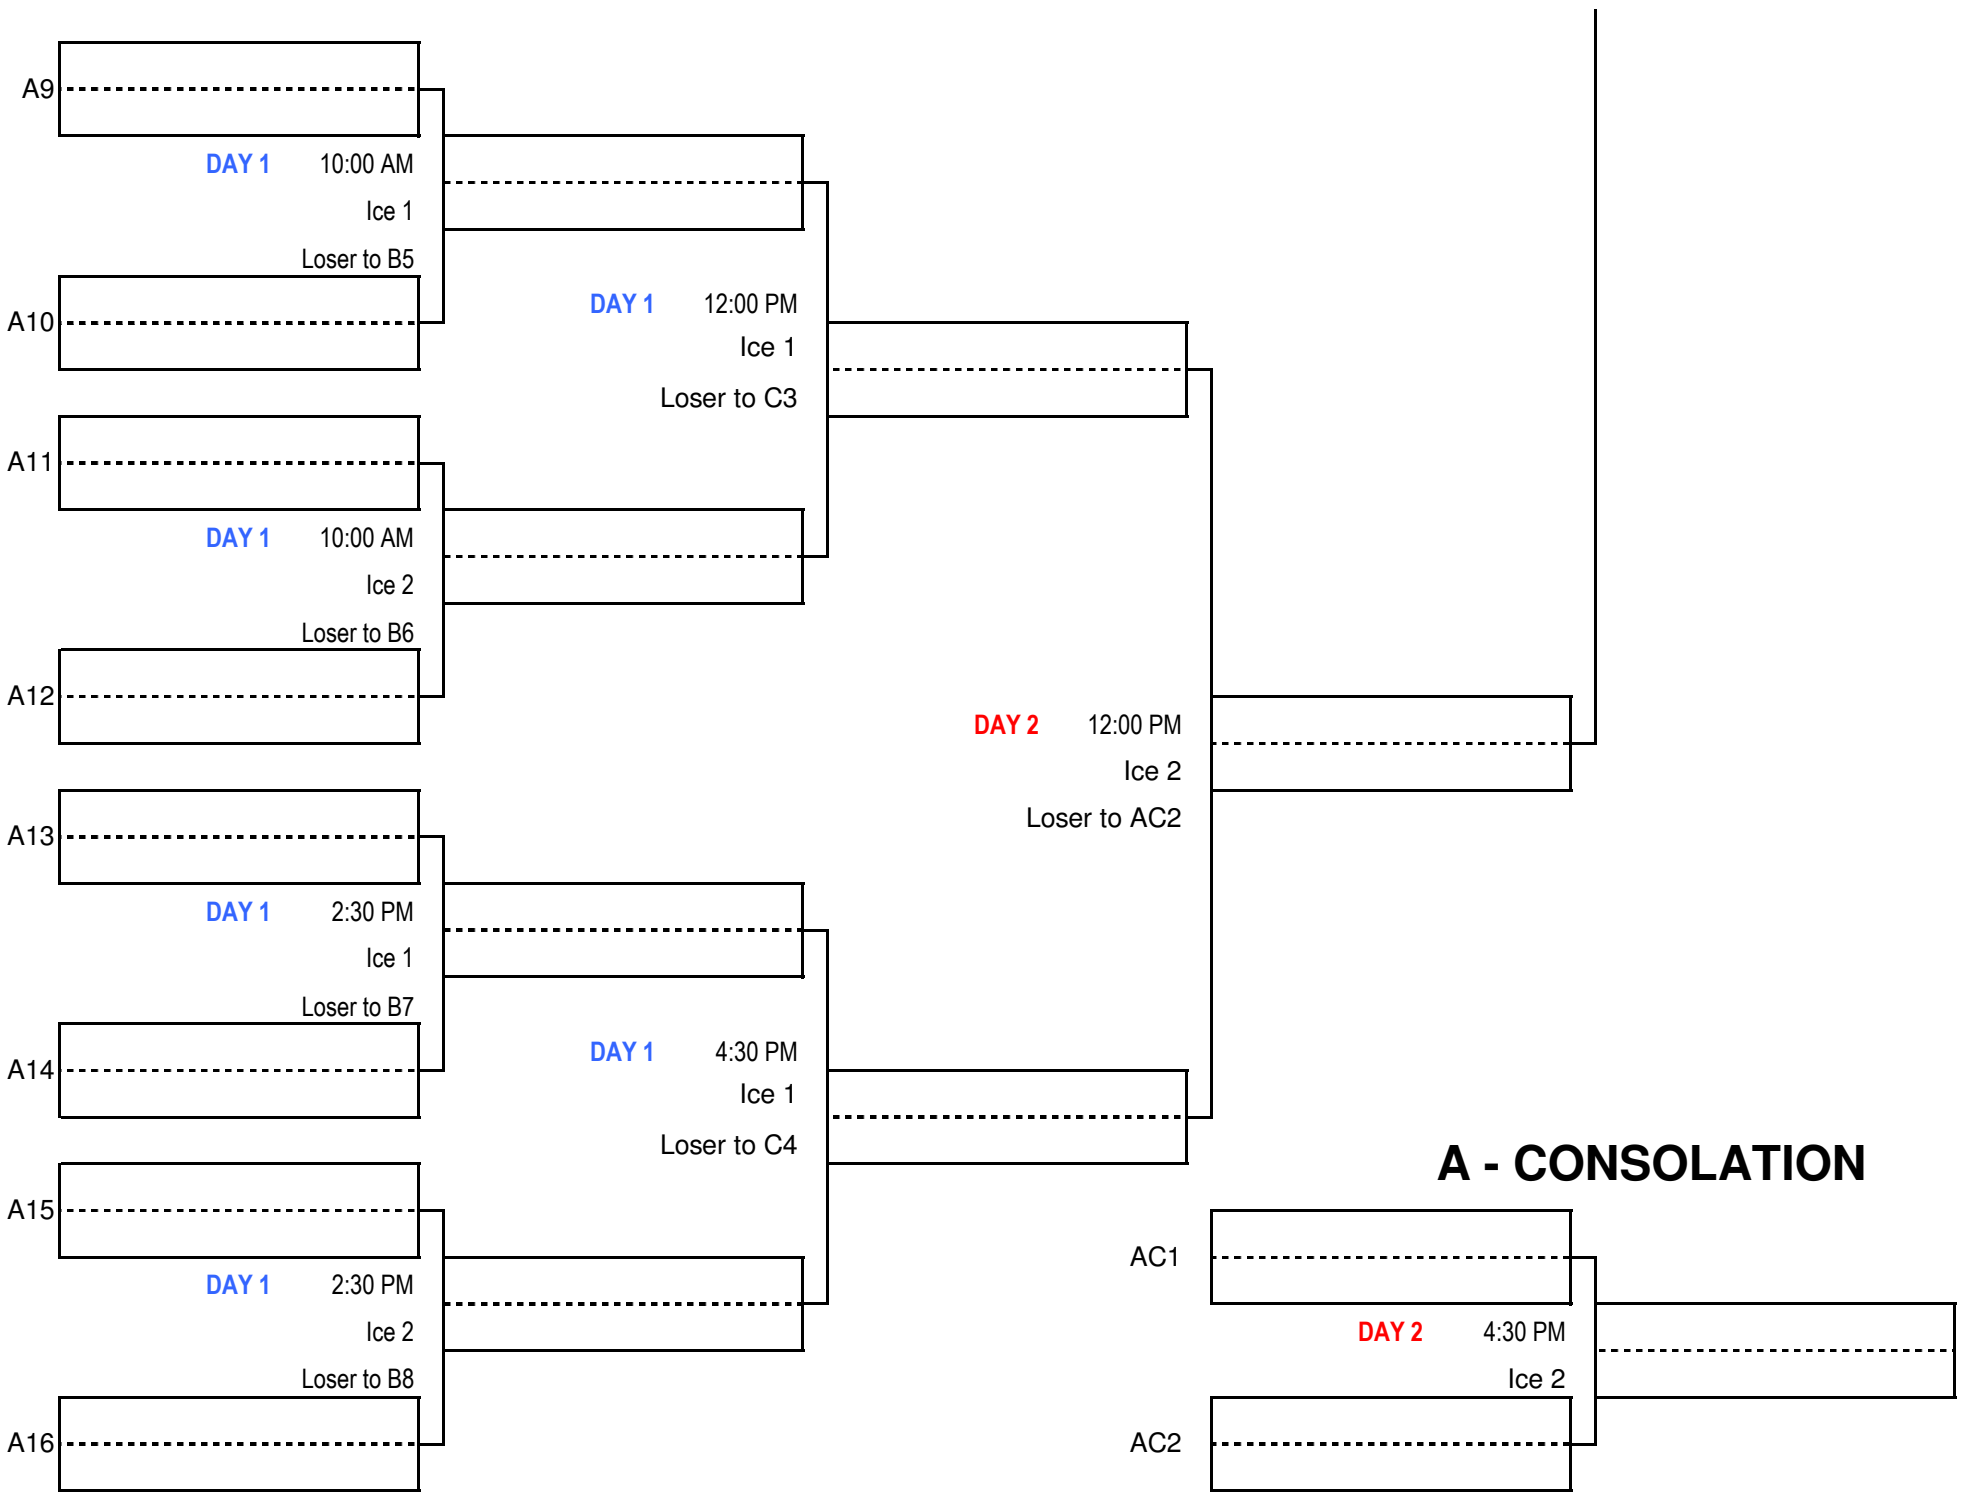 A9
DAY 1 10:00 AM
Ice 1
Loser to B5
A10
DAY 1 12:00 PM
Ice 1
Loser to C3
A11
DAY 1 10:00 AM
Ice 2
Loser to B6
A12
DAY 2 12:00 PM
Ice 2
Loser to AC2
A13
DAY 1 2:30 PM
Ice 1
Loser to B7
A14
DAY 1 4:30 PM
Ice 1
Loser to C4
A15
DAY 1 2:30 PM
Ice 2
Loser to B8
A16
A - CONSOLATION
AC1
DAY 2 4:30 PM
Ice 2
AC2